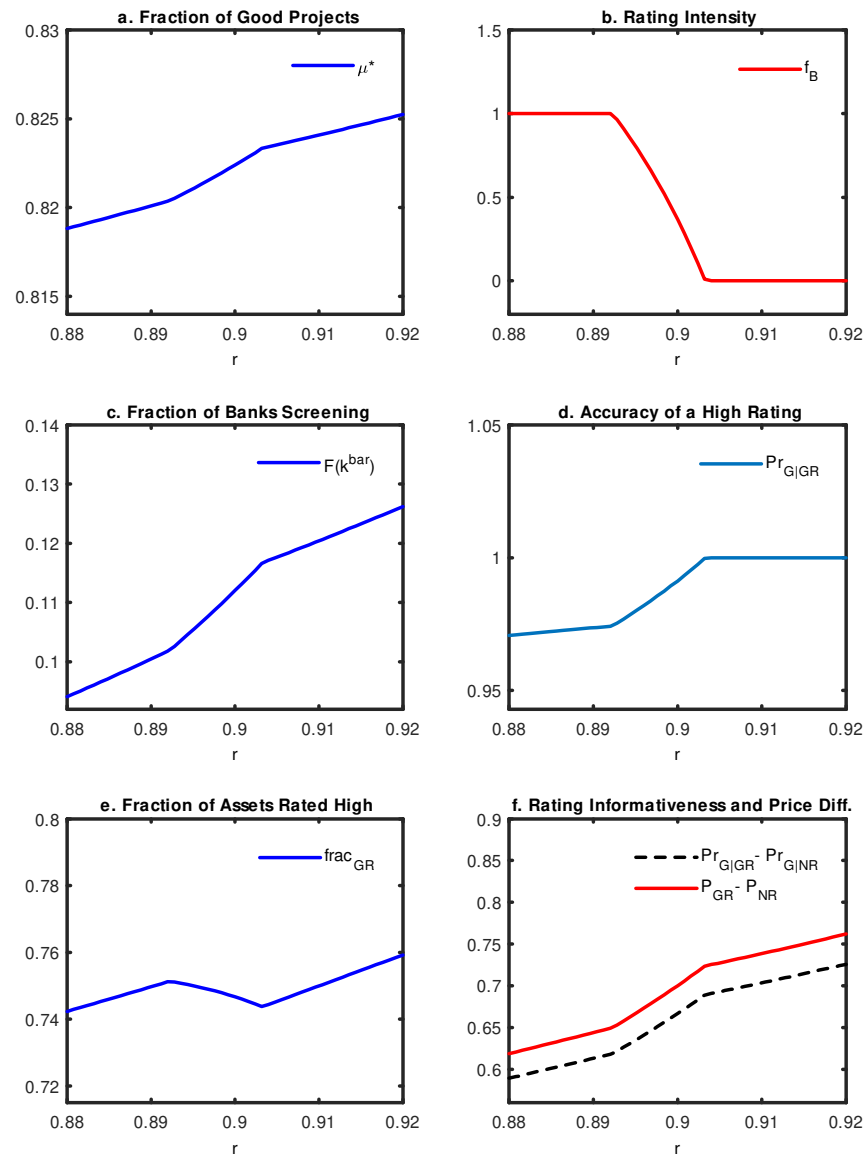 a. Fraction of Good Projects
0.83
0.825
0.82
0.815
μ*
0.88 0.89 0.9 0.91 0.92
r
b. Rating Intensity
1.5
1
0.5
0
f_B
0.88 0.89 0.9 0.91 0.92
r
c. Fraction of Banks Screening
0.14
0.13
0.12
0.11
0.1
F(k^bar)
0.88 0.89 0.9 0.91 0.92
r
d. Accuracy of a High Rating
1.05
1
0.95
Pr_G|GR
0.88 0.89 0.9 0.91 0.92
r
e. Fraction of Assets Rated High
0.8
0.78
0.76
0.74
0.72
frac_GR
0.88 0.89 0.9 0.91 0.92
r
f. Rating Informativeness and Price Diff.
0.9
0.85
0.8
0.75
0.7
0.65
0.6
Pr_G|GR - Pr_G|NR
P_GR - P_NR
0.88 0.89 0.9 0.91 0.92
r